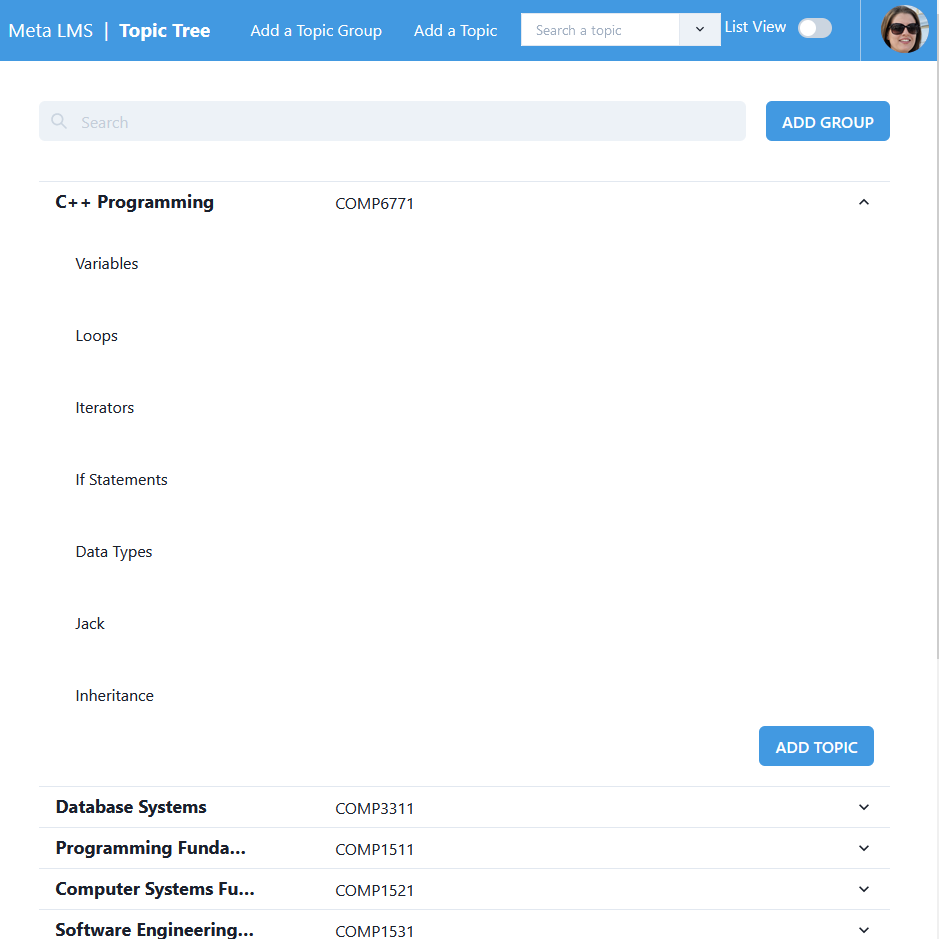 Meta LMS | Topic Tree Add a Topic Group Add a Topic Search a topic List View
Search ADD GROUP
C++ Programming COMP6771
Variables
Loops
Iterators
If Statements
Data Types
Jack
Inheritance
ADD TOPIC
Database Systems COMP3311
Programming Funda... COMP1511
Computer Systems Fu... COMP1521
Software Engineering... COMP1531